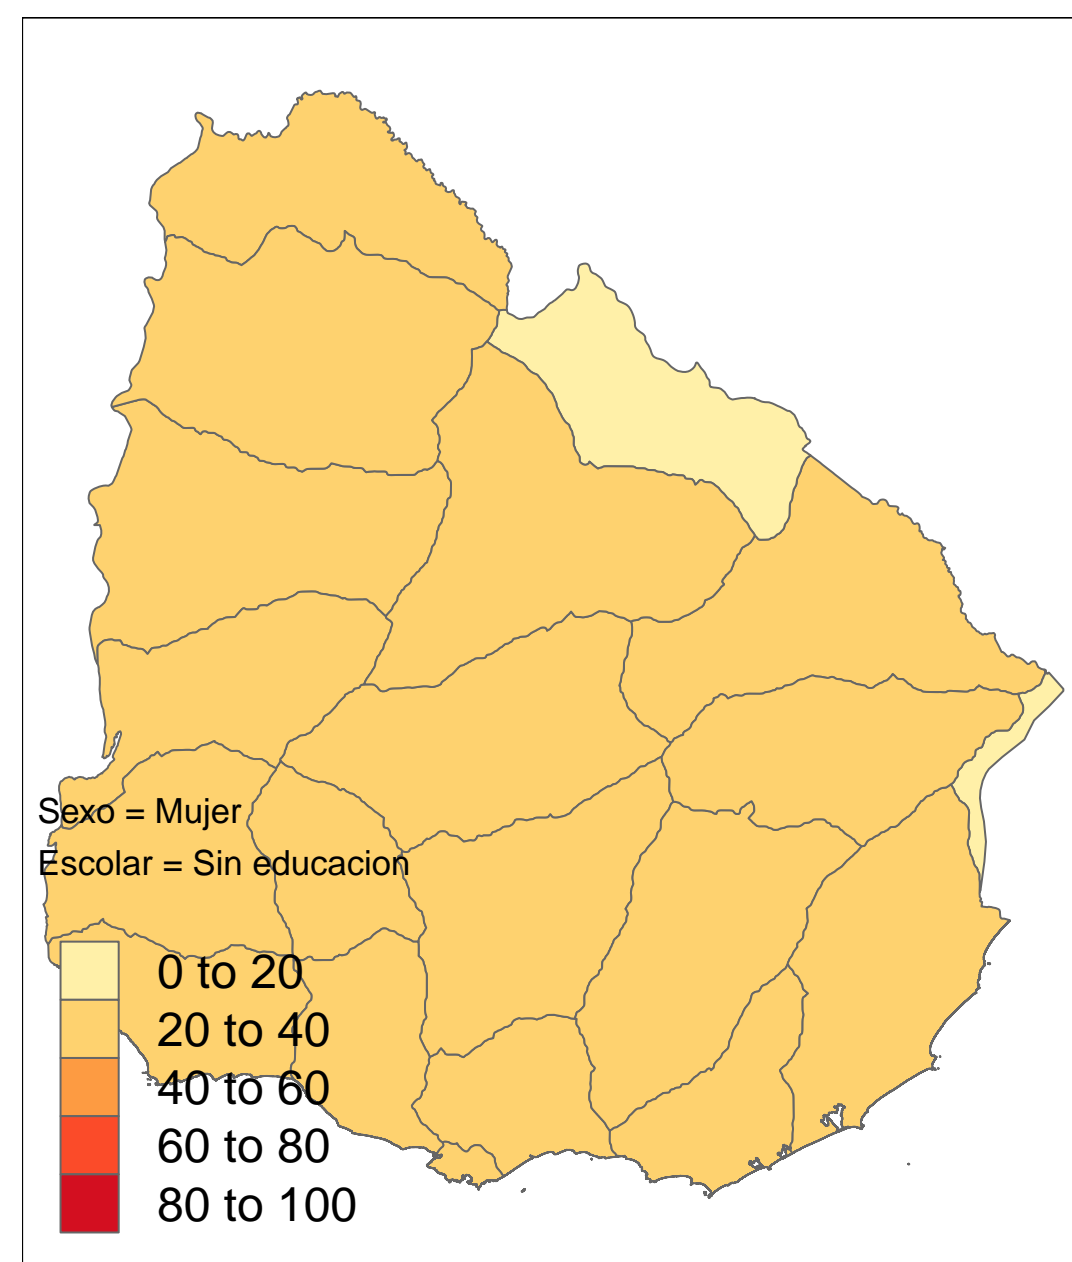 Sexo = Mujer
Escolar = Sin educacion
0 to 20
20 to 40
40 to 60
60 to 80
80 to 100